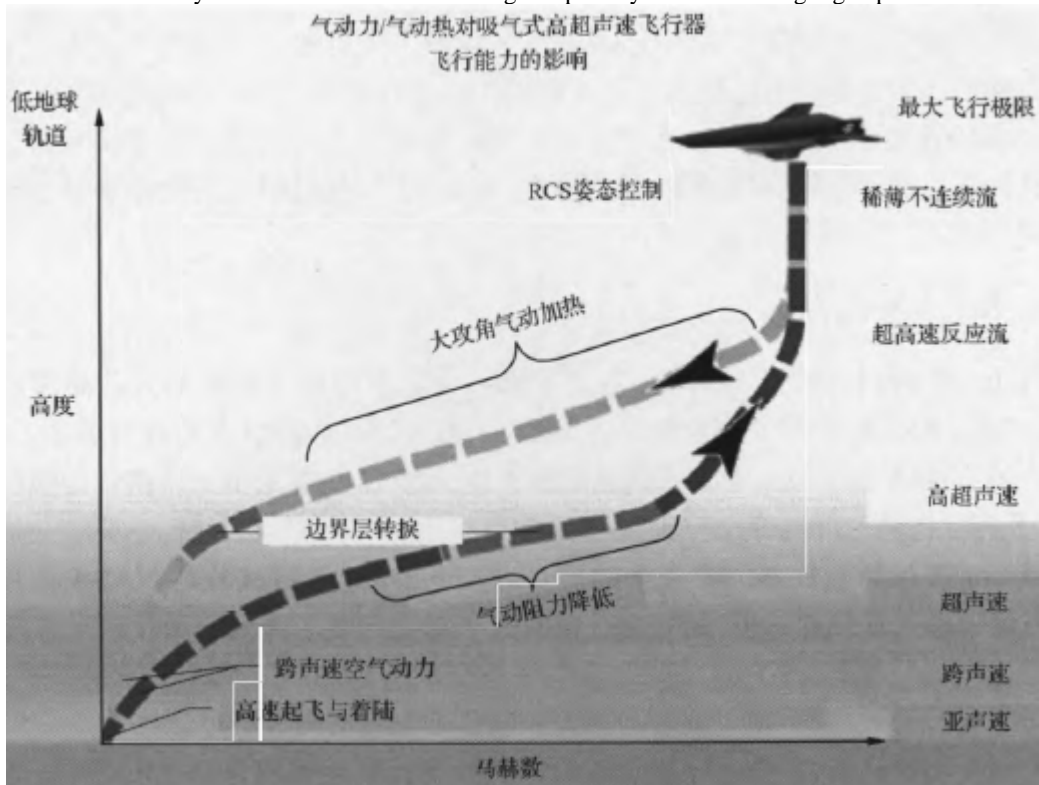 气动力/气动热对吸气式高超声速飞行器
飞行能力的影响
低地球
轨道
最大飞行极限
RCS姿态控制
稀薄不连续流
大攻角气动加热
超高速反应流
高度
高超声速
边界层转捩
气动阻力降低
超声速
跨声速空气动力
跨声速
高速起飞与着陆
亚声速
马赫数